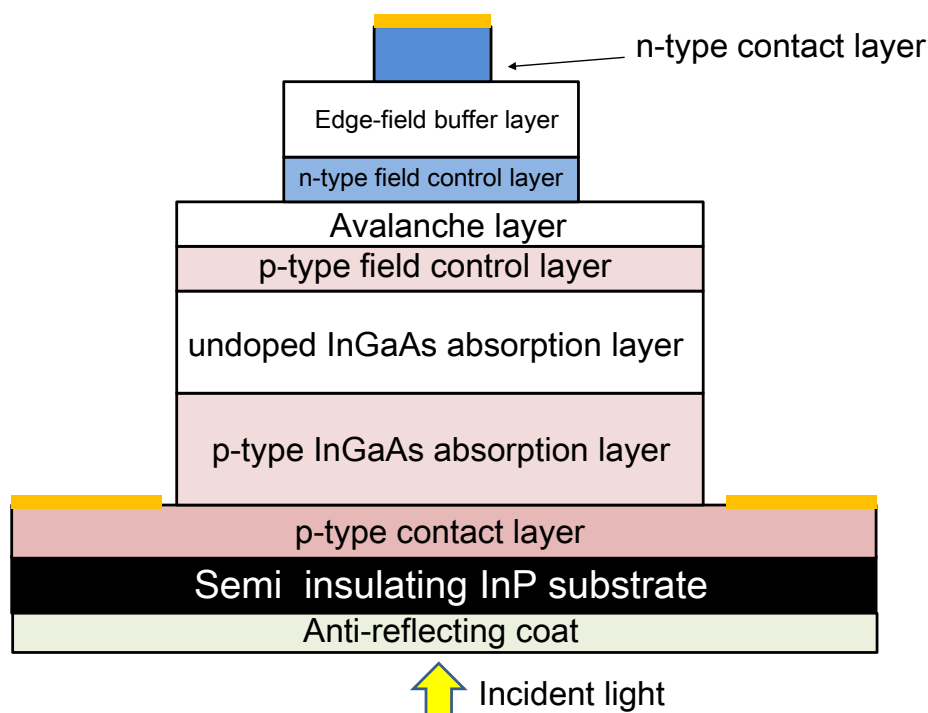 n-type contact layer
Edge-field buffer layer
n-type field control layer
Avalanche layer
p-type field control layer
undoped InGaAs absorption layer
p-type InGaAs absorption layer
p-type contact layer
Semi insulating InP substrate
Anti-reflecting coat
Incident light